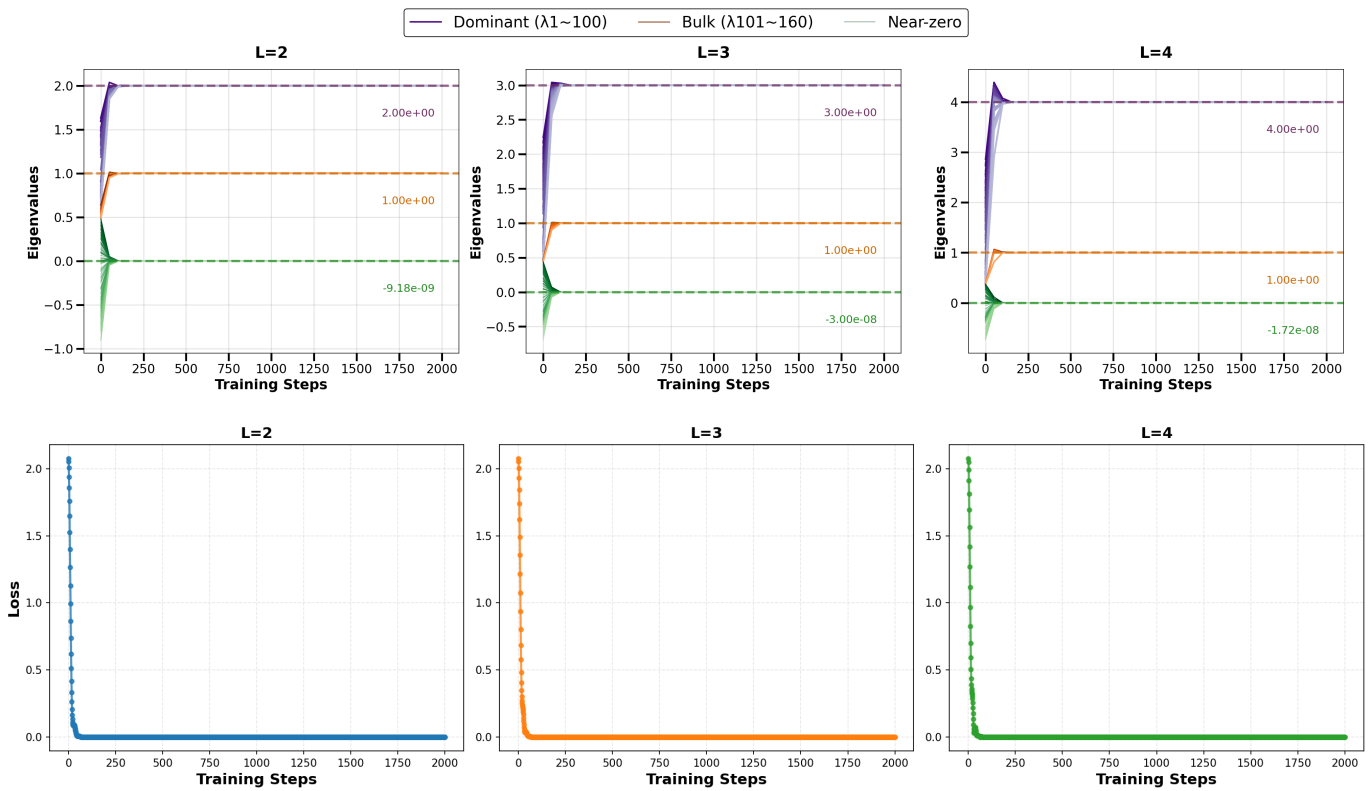 Dominant (λ1~100) Bulk (λ101~160) Near-zero
L=2 L=3 L=4
Eigenvalues
2.0
1.5
1.0
0.5
0.0
−0.5
−1.0
2.00e+00
1.00e+00
-9.18e-09
0 250 500 750 1000 1250 1500 1750 2000
Training Steps
Eigenvalues
3.0
2.5
2.0
1.5
1.0
0.5
0.0
−0.5
3.00e+00
1.00e+00
-3.00e-08
0 250 500 750 1000 1250 1500 1750 2000
Training Steps
Eigenvalues
4
3
2
1
0
4.00e+00
1.00e+00
-1.72e-08
0 250 500 750 1000 1250 1500 1750 2000
Training Steps
L=2 L=3 L=4
Loss
2.0
1.5
1.0
0.5
0.0
0 250 500 750 1000 1250 1500 1750 2000
Training Steps
2.0
1.5
1.0
0.5
0.0
0 250 500 750 1000 1250 1500 1750 2000
Training Steps
2.0
1.5
1.0
0.5
0.0
0 250 500 750 1000 1250 1500 1750 2000
Training Steps